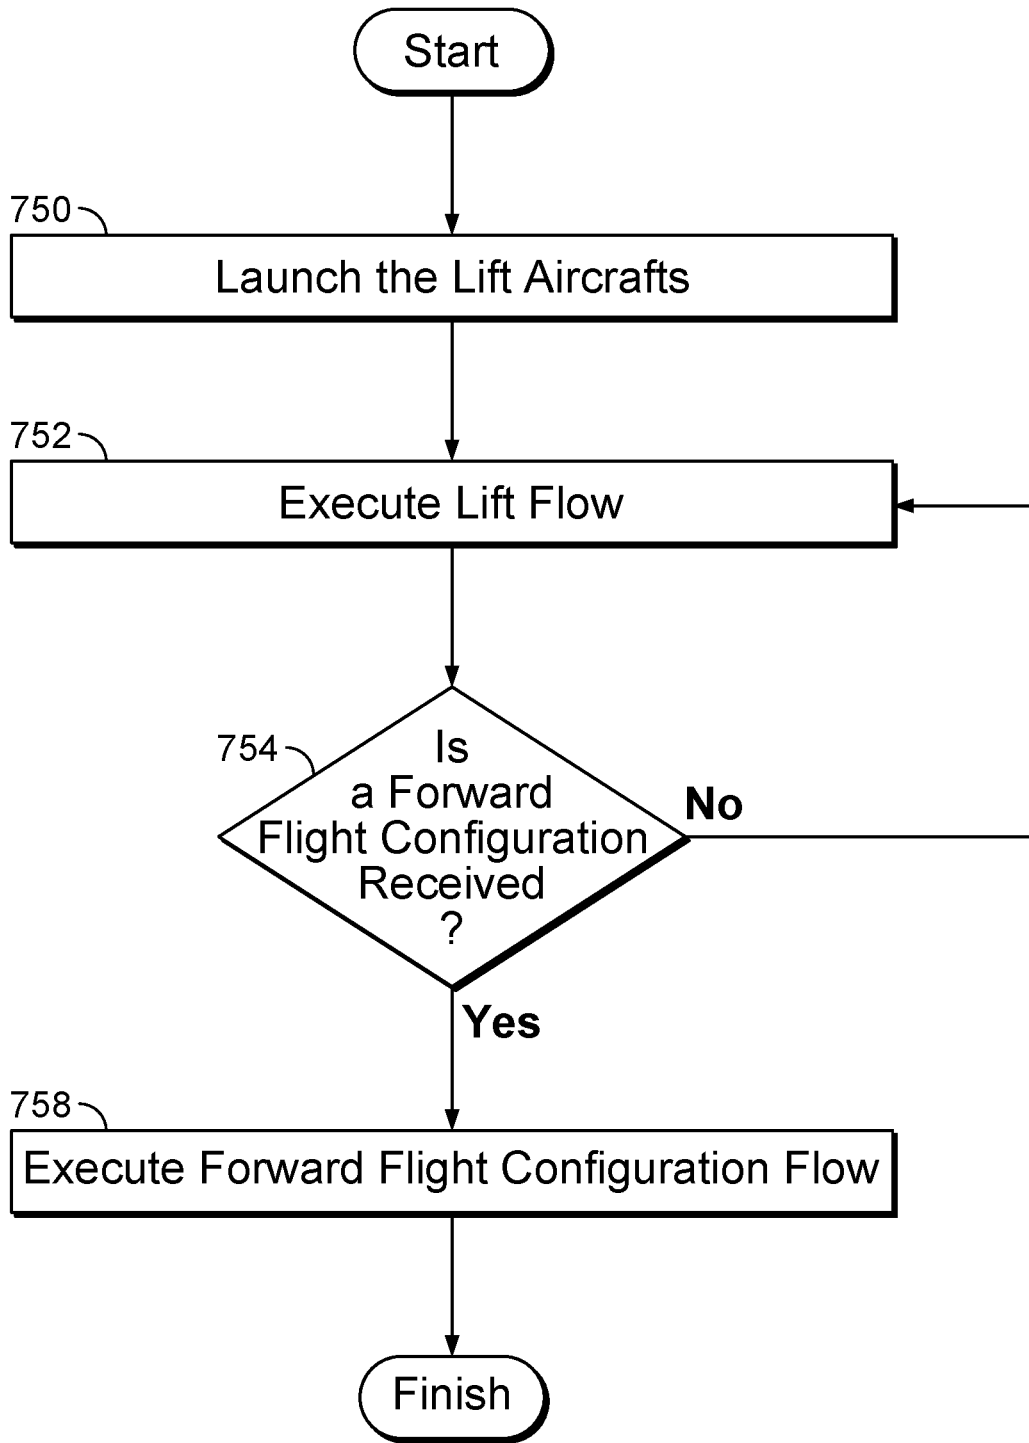 Start
750
Launch the Lift Aircrafts
752
Execute Lift Flow
754
Is
a Forward
Flight Configuration
Received
?
No
Yes
758
Execute Forward Flight Configuration Flow
Finish